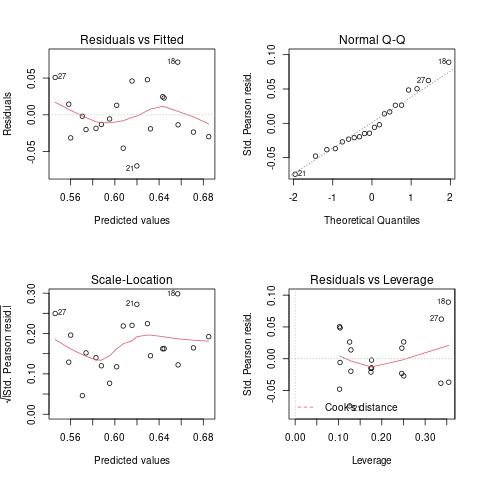 Residuals vs Fitted
Residuals
-0.05 0.00 0.05
27
18
21
0.56 0.60 0.64 0.68
Predicted values
Normal Q-Q
Std. Pearson resid.
-0.05 0.00 0.05 0.10
18
27
21
-2 -1 0 1 2
Theoretical Quantiles
Scale-Location
√|Std. Pearson resid.|
0.00 0.10 0.20 0.30
27
21
18
0.56 0.60 0.64 0.68
Predicted values
Residuals vs Leverage
Std. Pearson resid.
-0.05 0.00 0.05 0.10
18
27
Cook's distance
0.00 0.10 0.20 0.30
Leverage